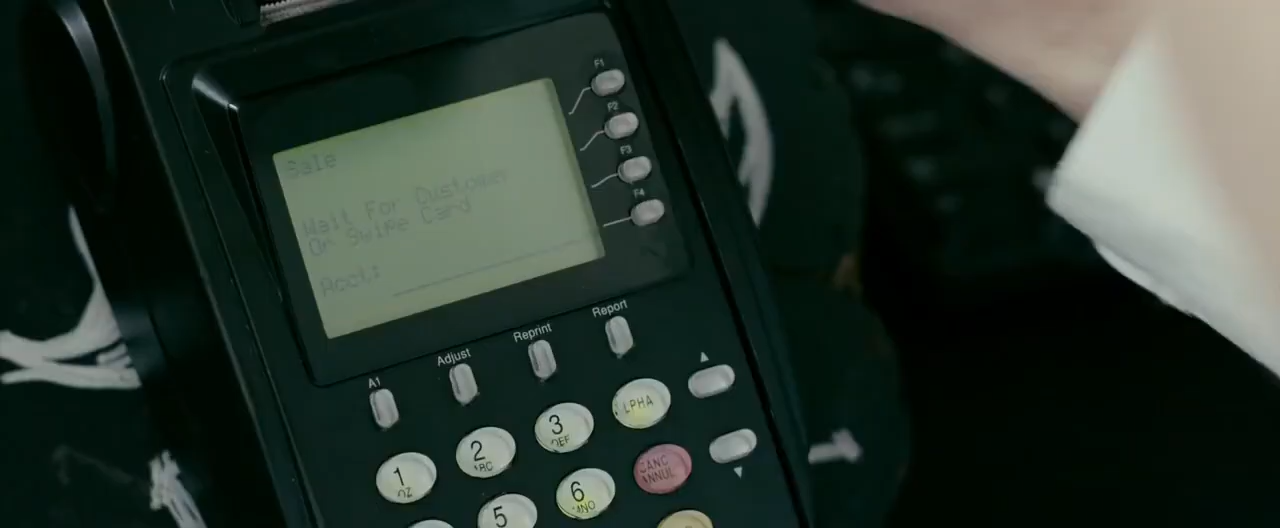 Sale
Wait For Customer
Or Swipe Card
Acct:
F1
F2
F3
F4
A1
Adjust
Reprint
Report
1
QZ
2
ABC
3
DEF
ALPHA
5
6
MNO
CANC
ANNUL